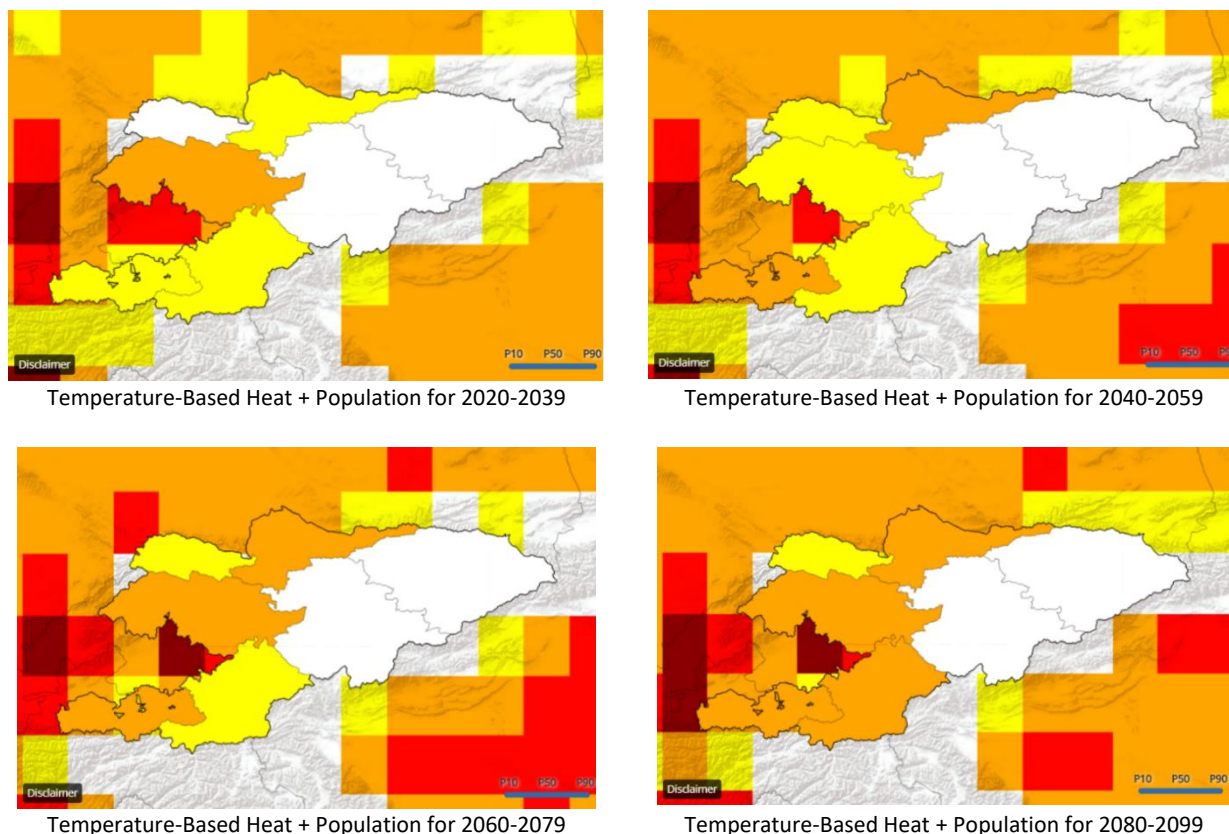 P10 P50 P90
Disclaimer
Temperature-Based Heat + Population for 2020-2039
P10 P50
Disclaimer
Temperature-Based Heat + Population for 2040-2059
P10 P50 P90
Disclaimer
Temperature-Based Heat + Population for 2060-2079
P10 P50 P90
Disclaimer
Temperature-Based Heat + Population for 2080-2099